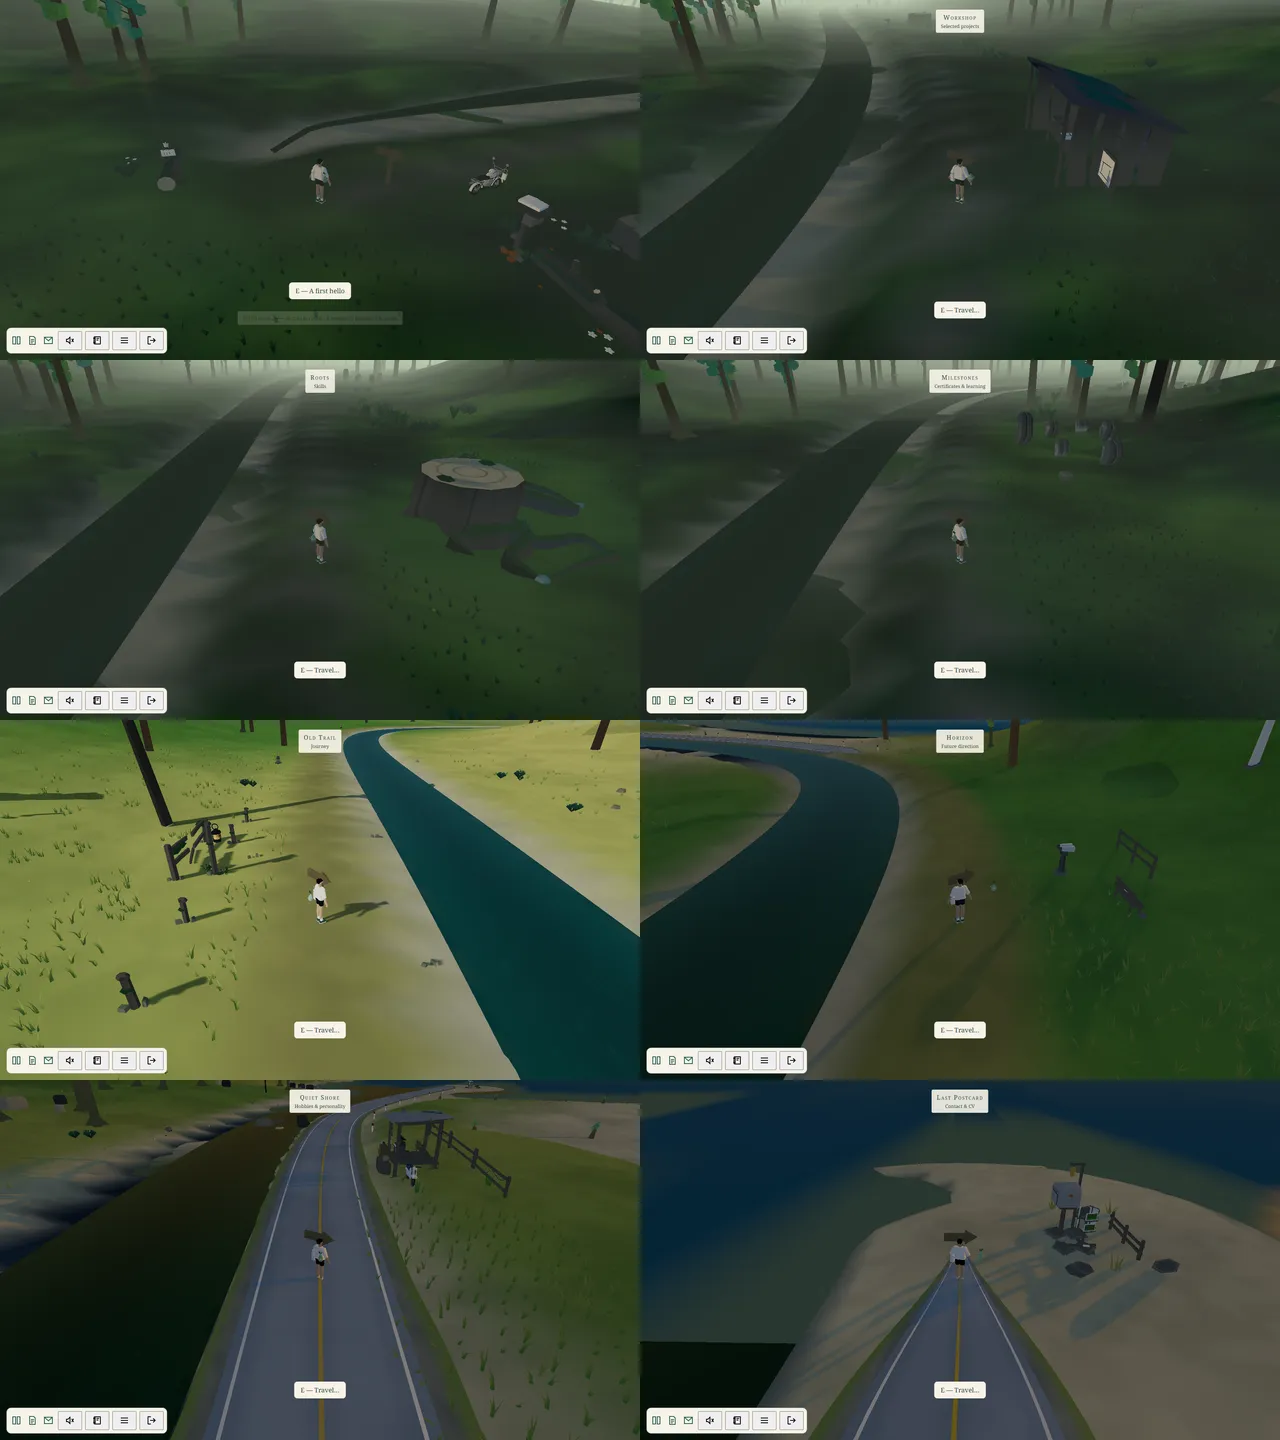 E — A first hello
Workshop
Selected projects
E — Travel...
Roots
Skills
E — Travel...
Milestones
Certificates & learning
E — Travel...
Old Trail
Journey
E — Travel...
Horizon
Future direction
E — Travel...
Quiet Shore
Hobbies & personality
E — Travel...
Last Postcard
Contact & CV
E — Travel...